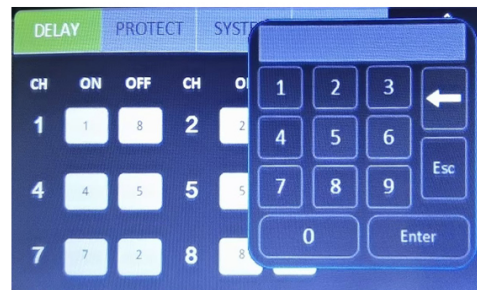 DELAY PROTECT
CH ON OFF CH
1 1 8 2 2
4 4 5 5 5
7 7 2 8 8
1 2 3
4 5 6
Esc
7 8 9
0 Enter